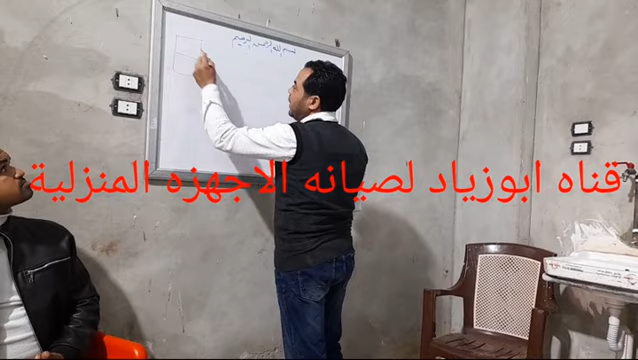 بسم الله الرحمن الرحيم
قناه ابوزياد لصيانه الاجهزه المنزلية